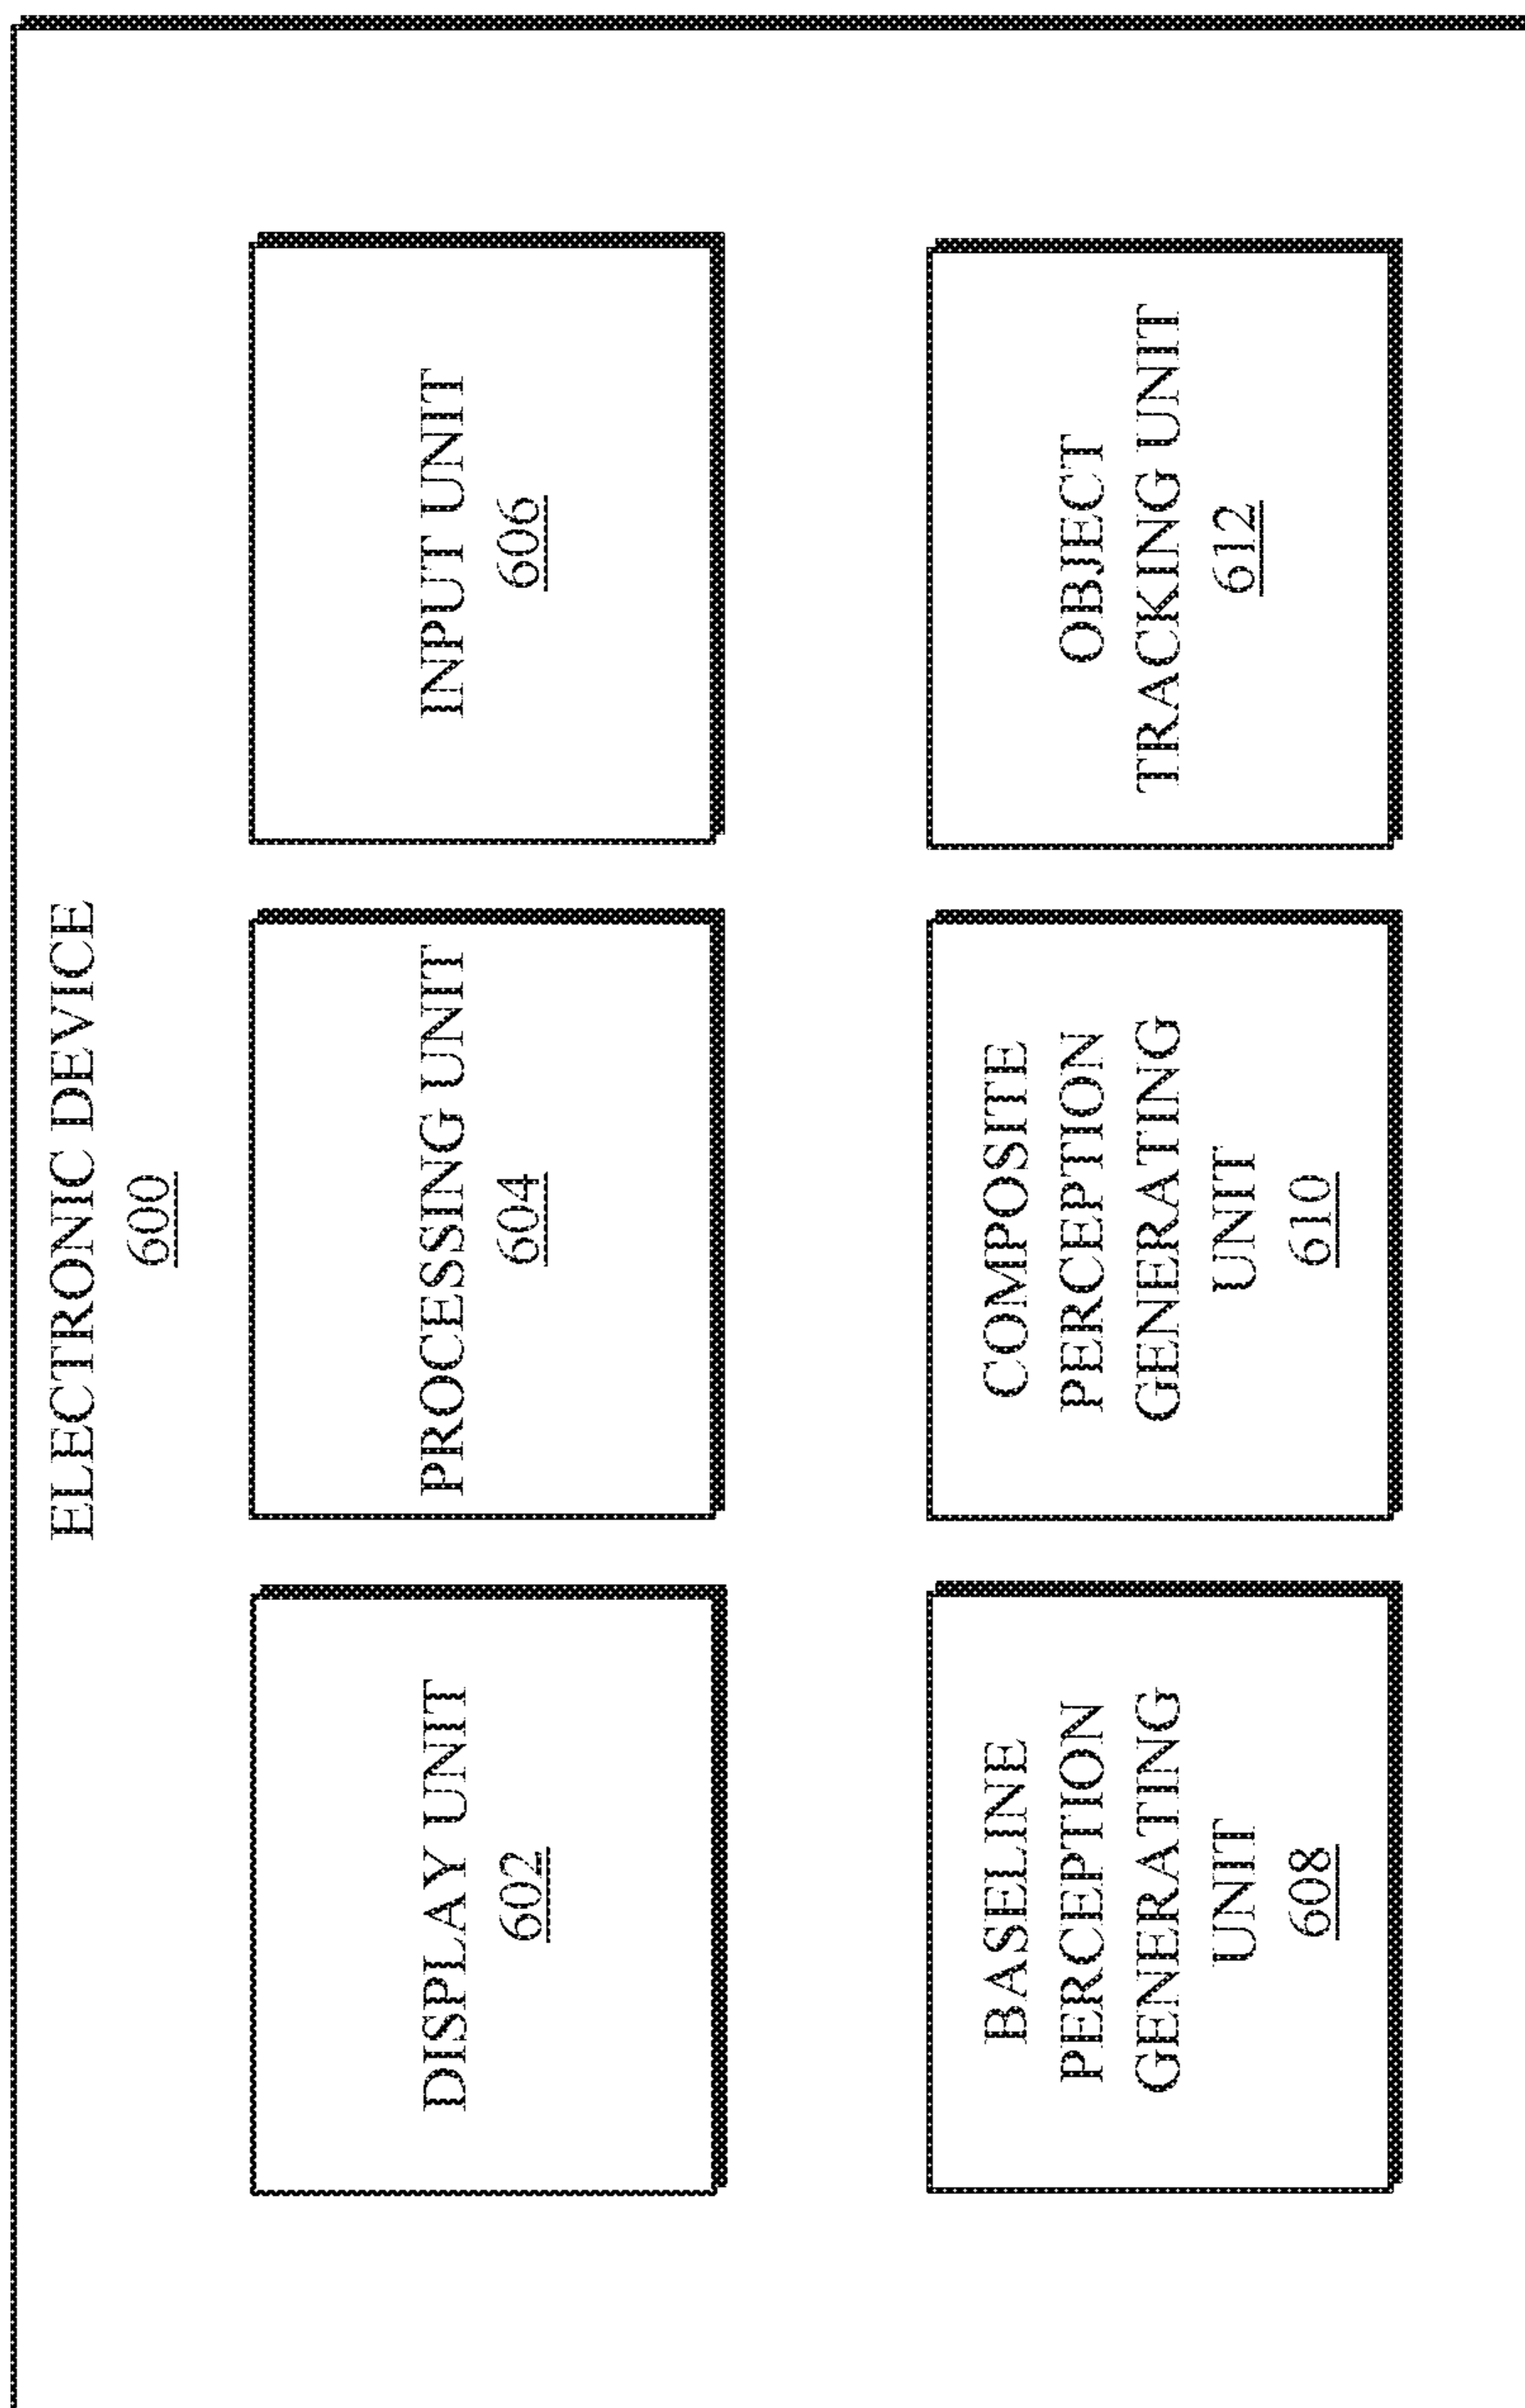 ELECTRONIC DEVICE
600
DISPLAY UNIT
602
PROCESSING UNIT
604
INPUT UNIT
606
BASELINE
PERCEPTION
GENERATING
UNIT
608
COMPOSITE
PERCEPTION
GENERATING
UNIT
610
OBJECT
TRACKING UNIT
612